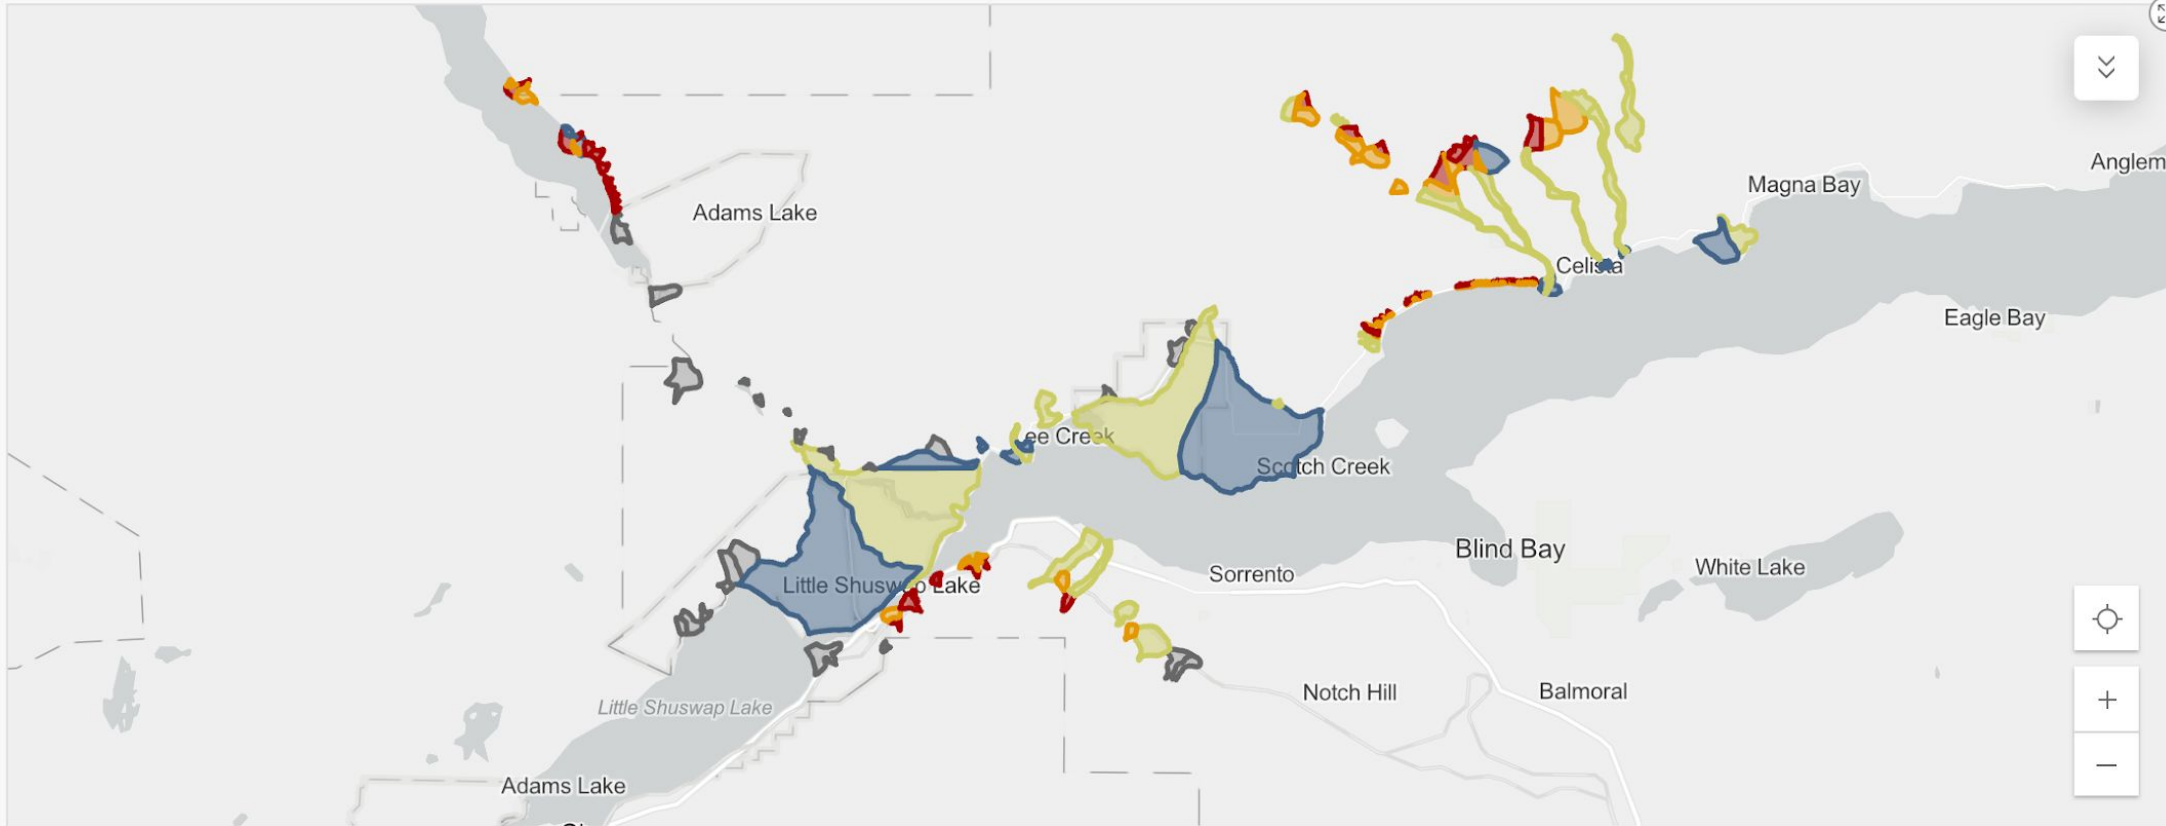 Anglem
Magna Bay
Adams Lake
Celista
Eagle Bay
ee Creek
Scotch Creek
Blind Bay
White Lake
Sorrento
Little Shuswap Lake
Notch Hill
Balmoral
Little Shuswap Lake
Adams Lake